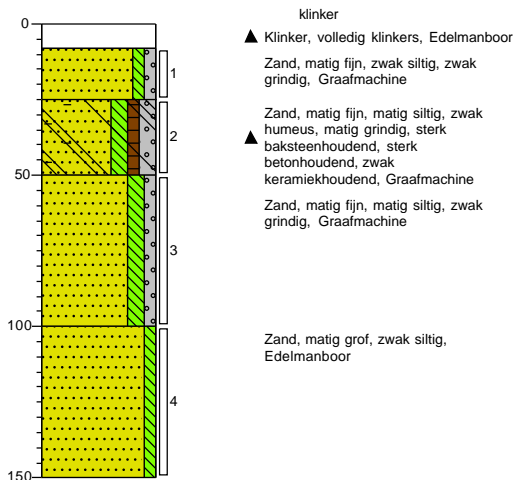 klinker
0
Klinker, volledig klinkers, Edelmanboor
1
Zand, matig fijn, zwak siltig, zwak
grindig, Graafmachine
2
Zand, matig fijn, matig siltig, zwak
humeus, matig grindig, sterk
baksteenhoudend, sterk
betonhoudend, zwak
keramiekhoudend, Graafmachine
50
Zand, matig fijn, matig siltig, zwak
grindig, Graafmachine
3
100
Zand, matig grof, zwak siltig,
Edelmanboor
4
150